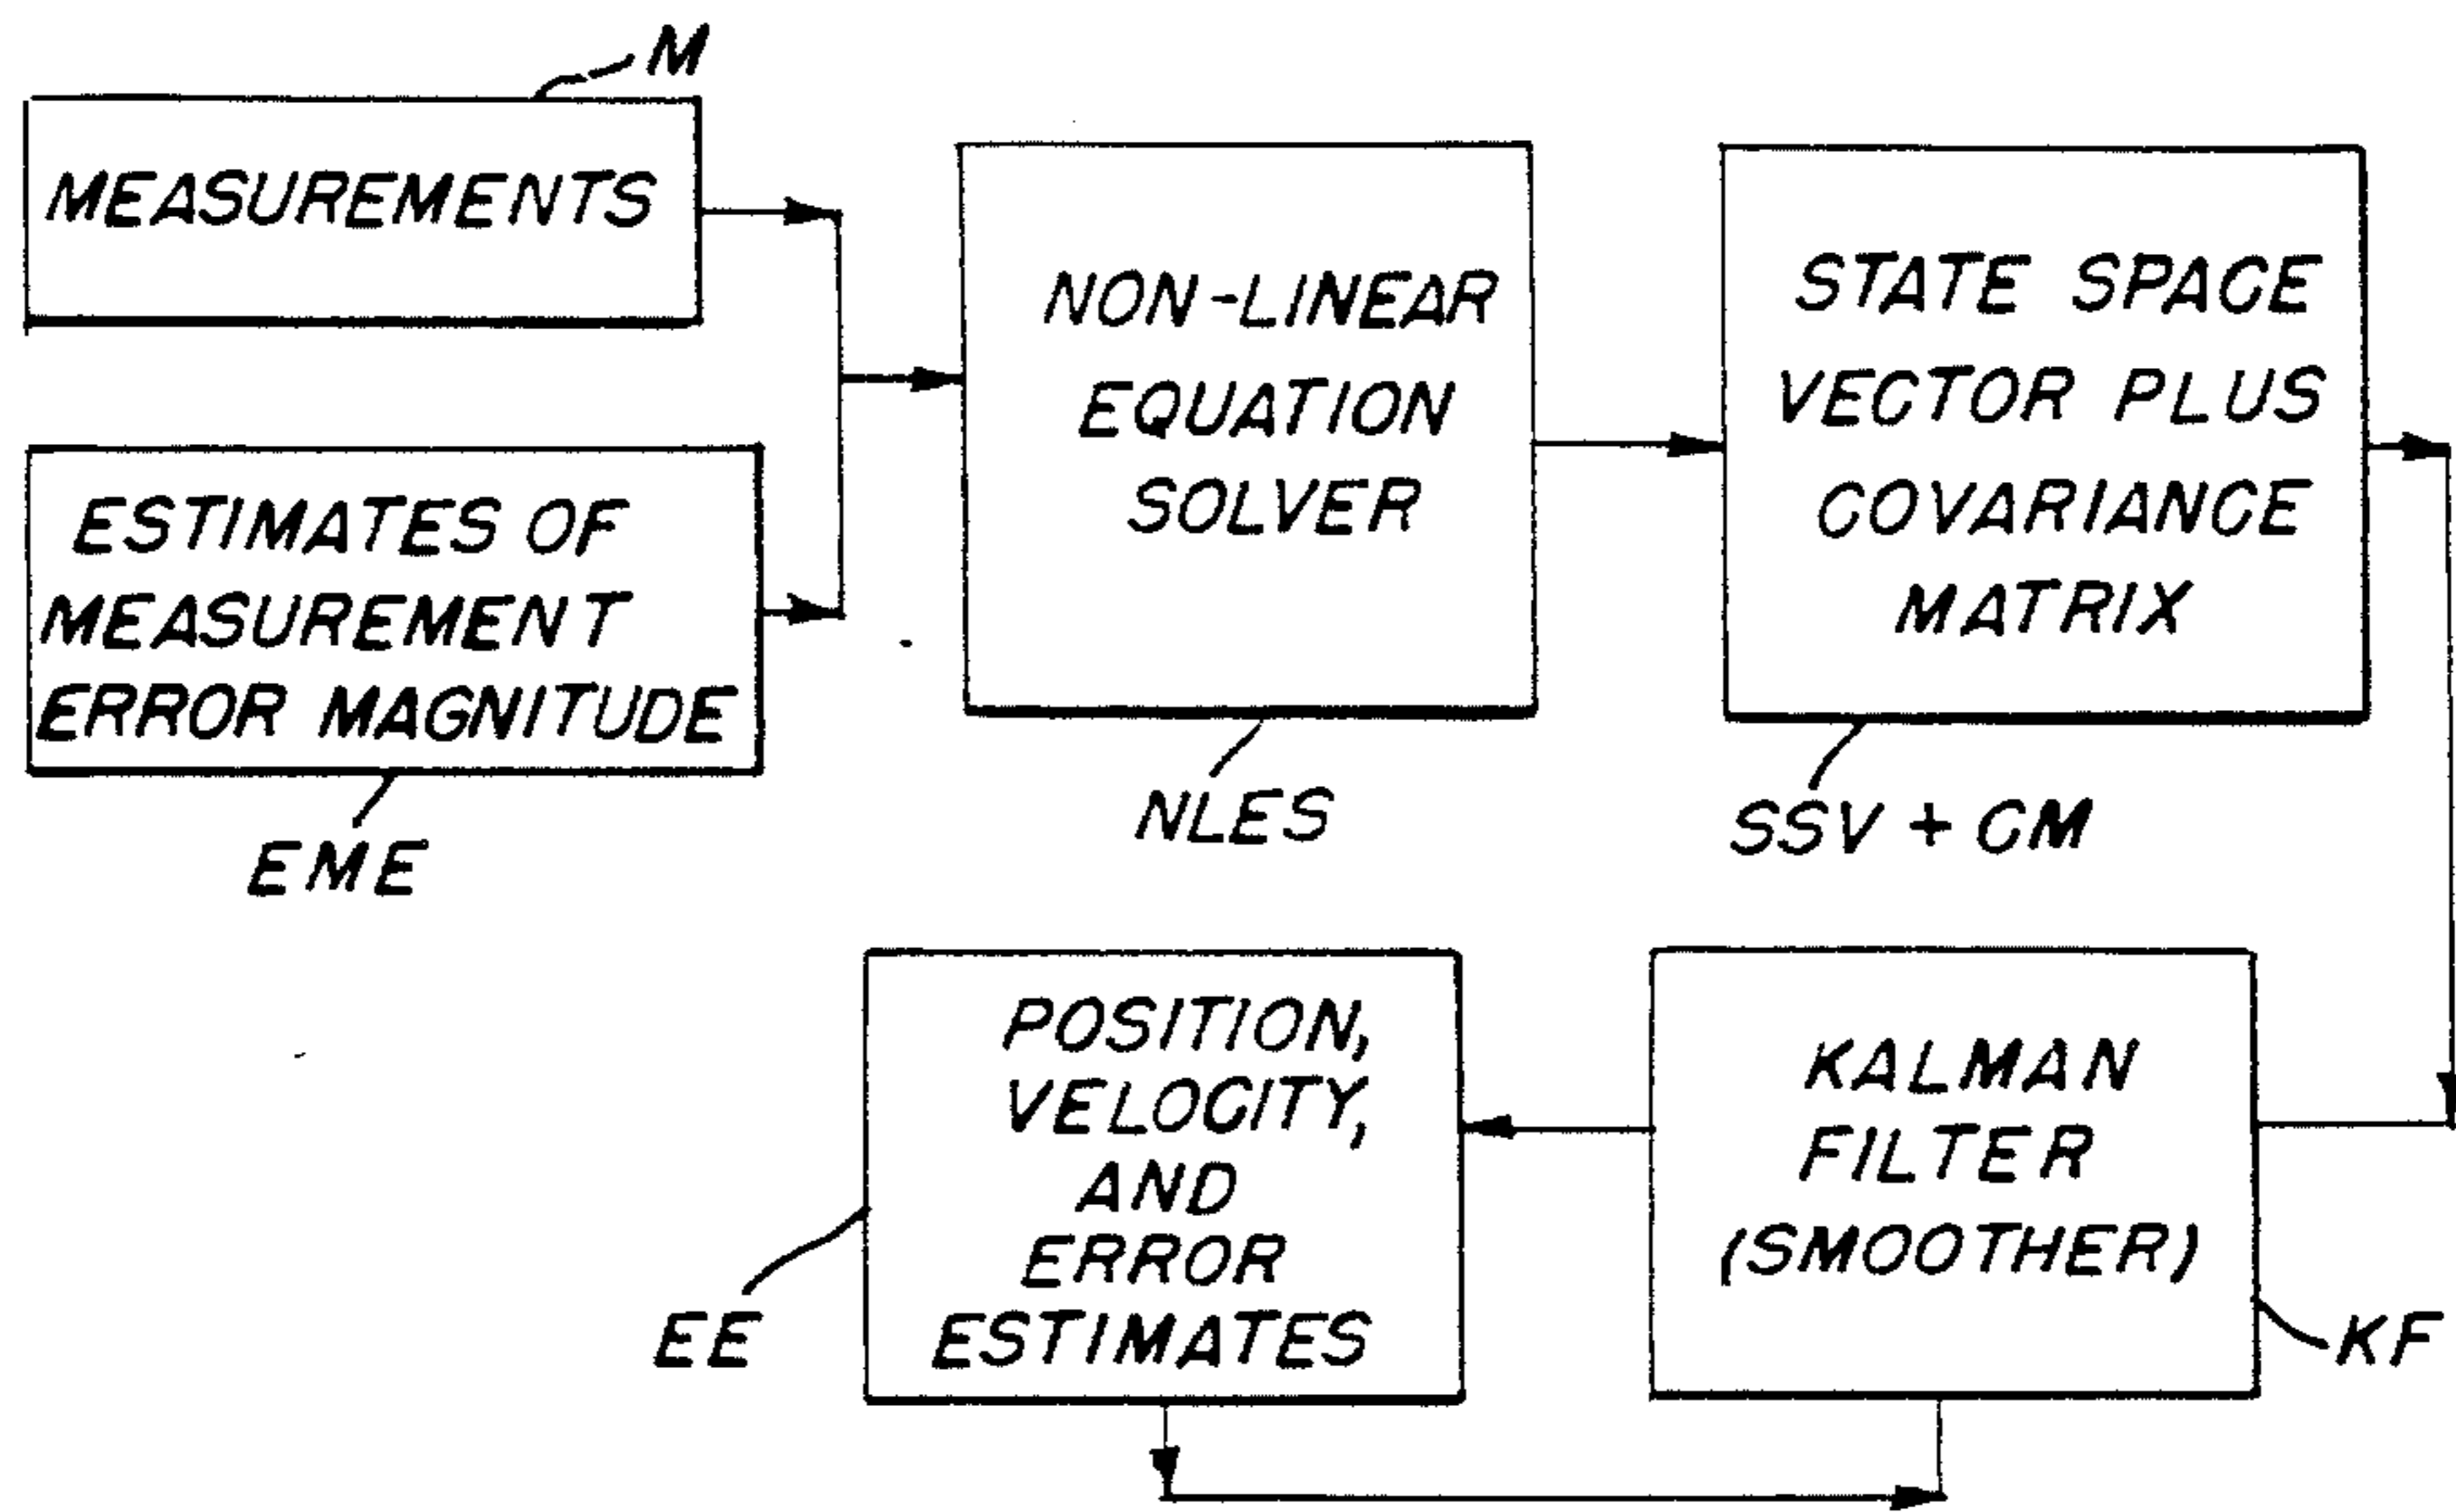 M
MEASUREMENTS
ESTIMATES OF
MEASUREMENT
ERROR MAGNITUDE
EME
NON-LINEAR
EQUATION
SOLVER
NLES
STATE SPACE
VECTOR PLUS
COVARIANCE
MATRIX
SSV + CM
KALMAN
FILTER
(SMOOTHER)
KF
POSITION,
VELOCITY,
AND
ERROR
ESTIMATES
EE